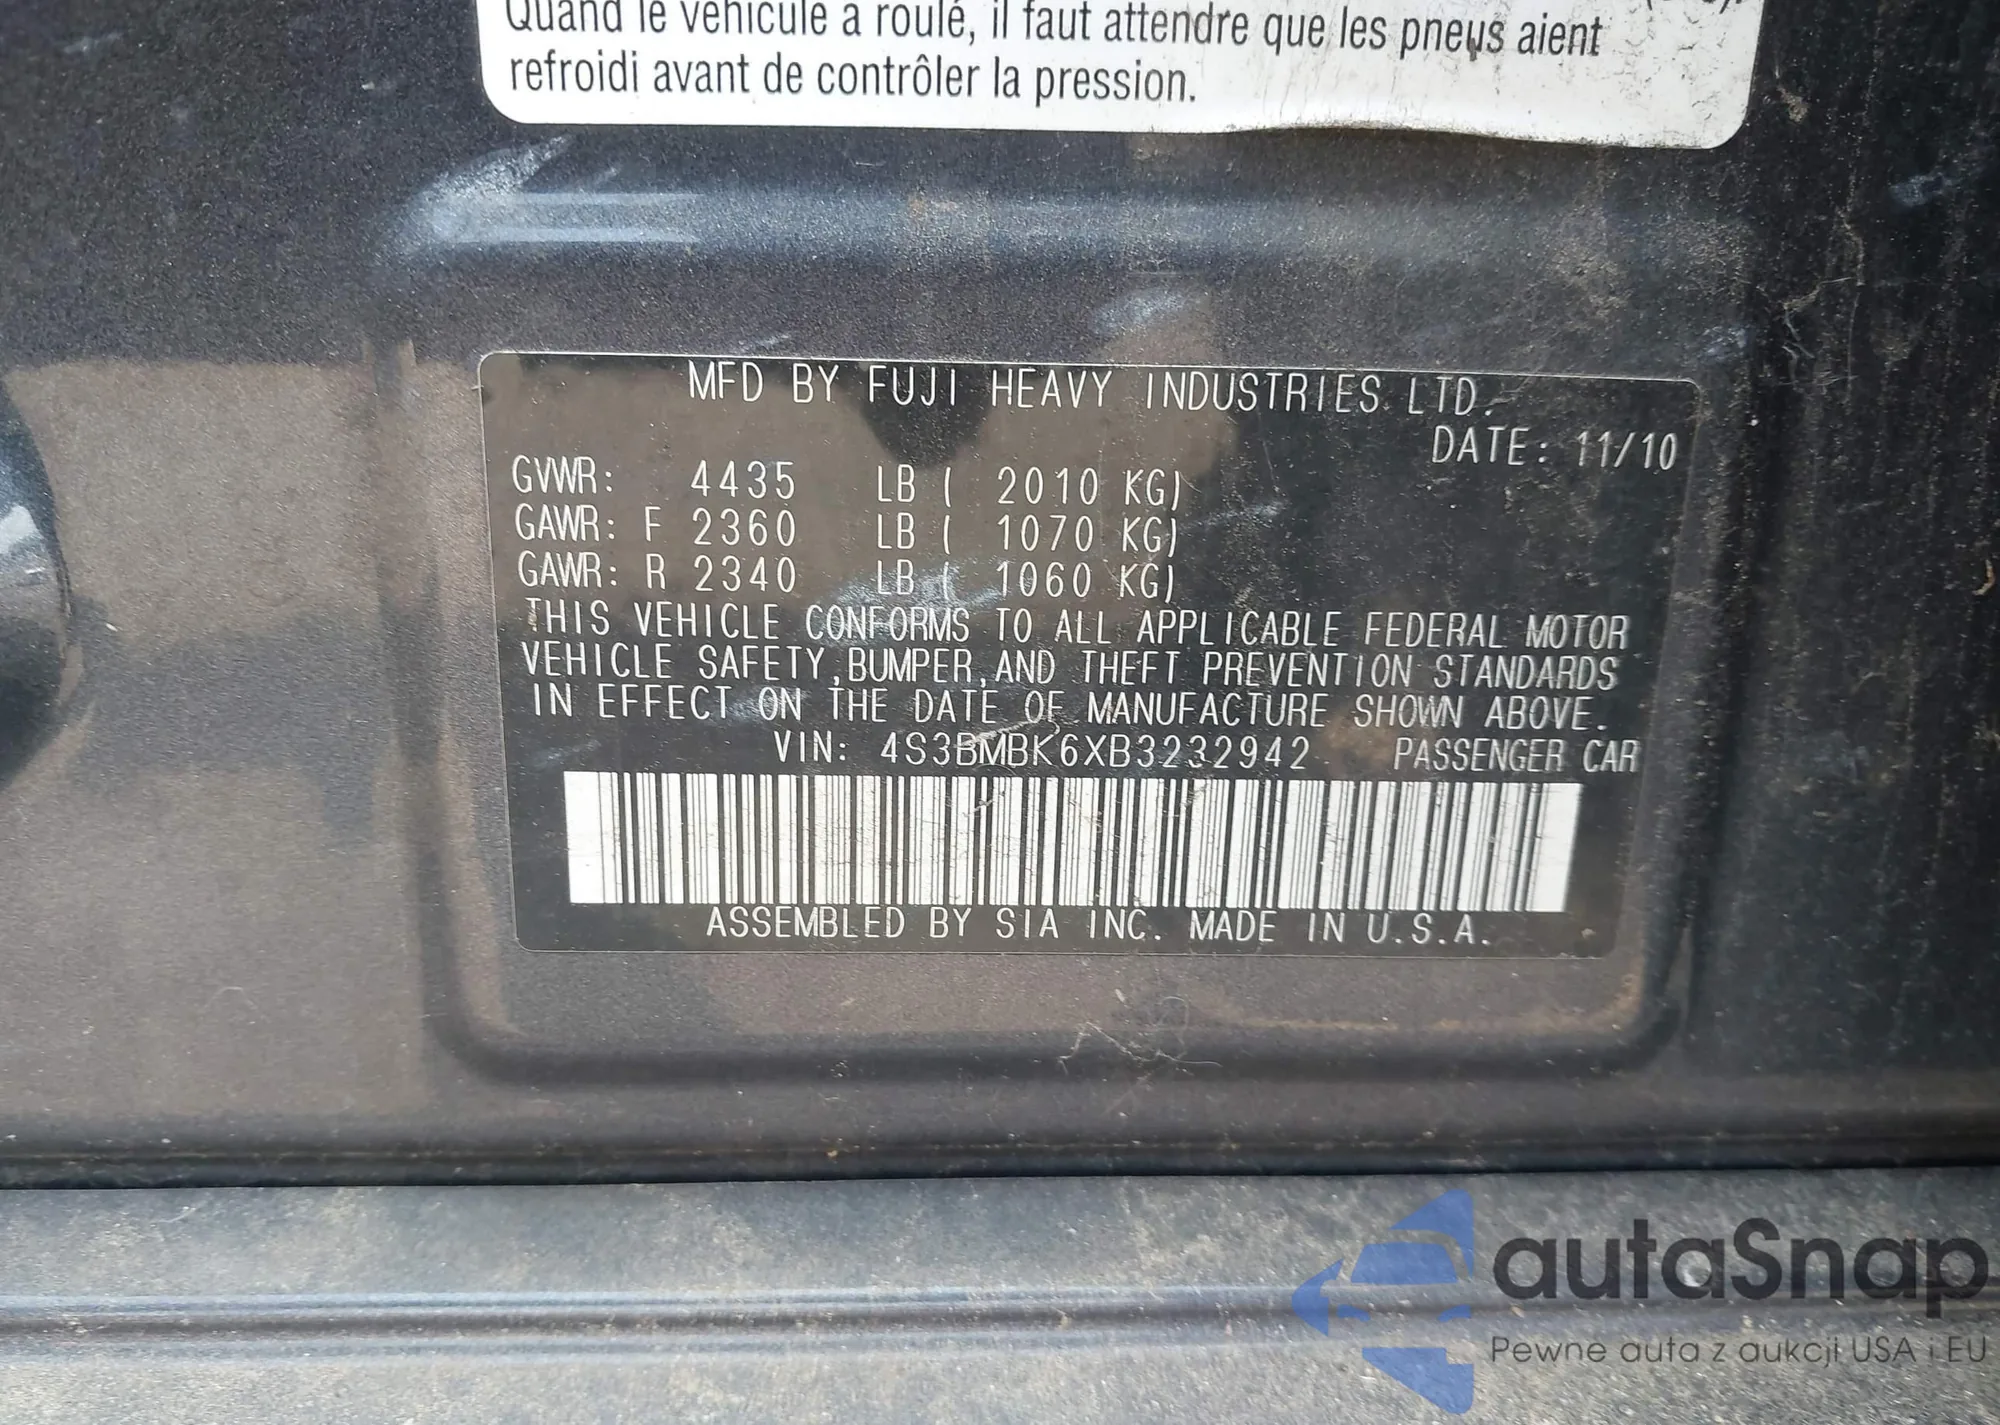 Quand le véhicule a roulé, il faut attendre que les pneus aient
refroidi avant de contrôler la pression.
MFD BY FUJI HEAVY INDUSTRIES LTD.
DATE: 11/10
GVWR: 4435 LB ( 2010 KG)
GAWR: F 2360 LB ( 1070 KG)
GAWR: R 2340 LB ( 1060 KG)
THIS VEHICLE CONFORMS TO ALL APPLICABLE FEDERAL MOTOR
VEHICLE SAFETY,BUMPER,AND THEFT PREVENTION STANDARDS
IN EFFECT ON THE DATE OF MANUFACTURE SHOWN ABOVE.
VIN: 4S3BMBK6XB3232942 PASSENGER CAR
ASSEMBLED BY SIA INC. MADE IN U.S.A.
autaSnap
Pewne auta z aukcji USA i EU